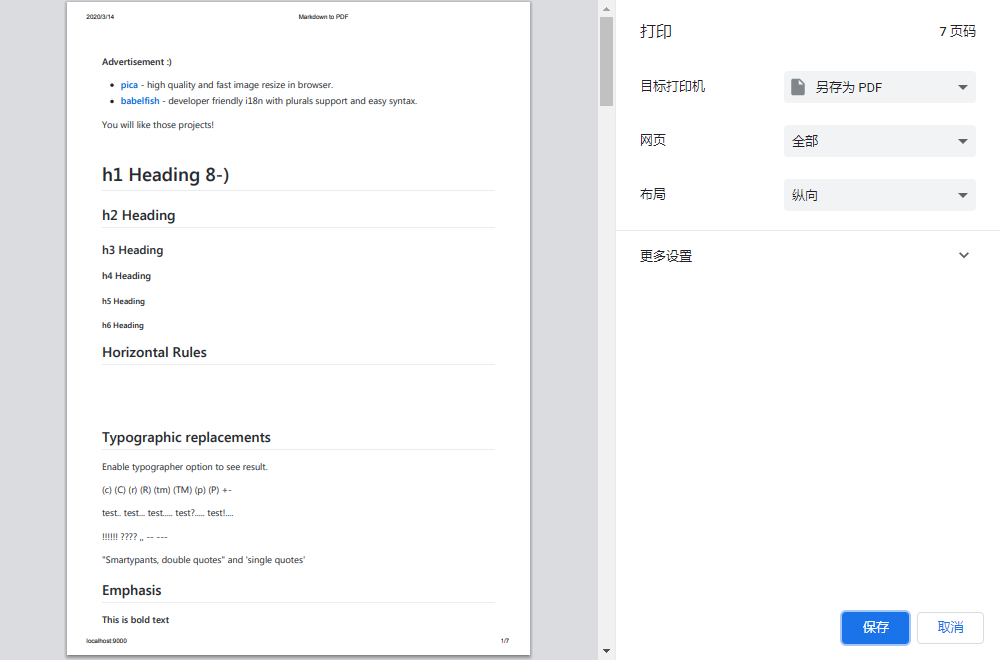 2020/3/14 Markdown to PDF
Advertisement :)
• pica - high quality and fast image resize in browser.
• babelfish - developer friendly i18n with plurals support and easy syntax.
You will like those projects!
h1 Heading 8-)
h2 Heading
h3 Heading
h4 Heading
h5 Heading
h6 Heading
Horizontal Rules
Typographic replacements
Enable typographer option to see result.
(c) (C) (r) (R) (tm) (TM) (p) (P) +-
test.. test... test..... test?..... test!....
!!!!!! ???? ,, -- ---
"Smartypants, double quotes" and 'single quotes'
Emphasis
This is bold text
localhost:9000 1/7
打印 7 页码
目标打印机 另存为 PDF
网页 全部
布局 纵向
更多设置
保存 取消